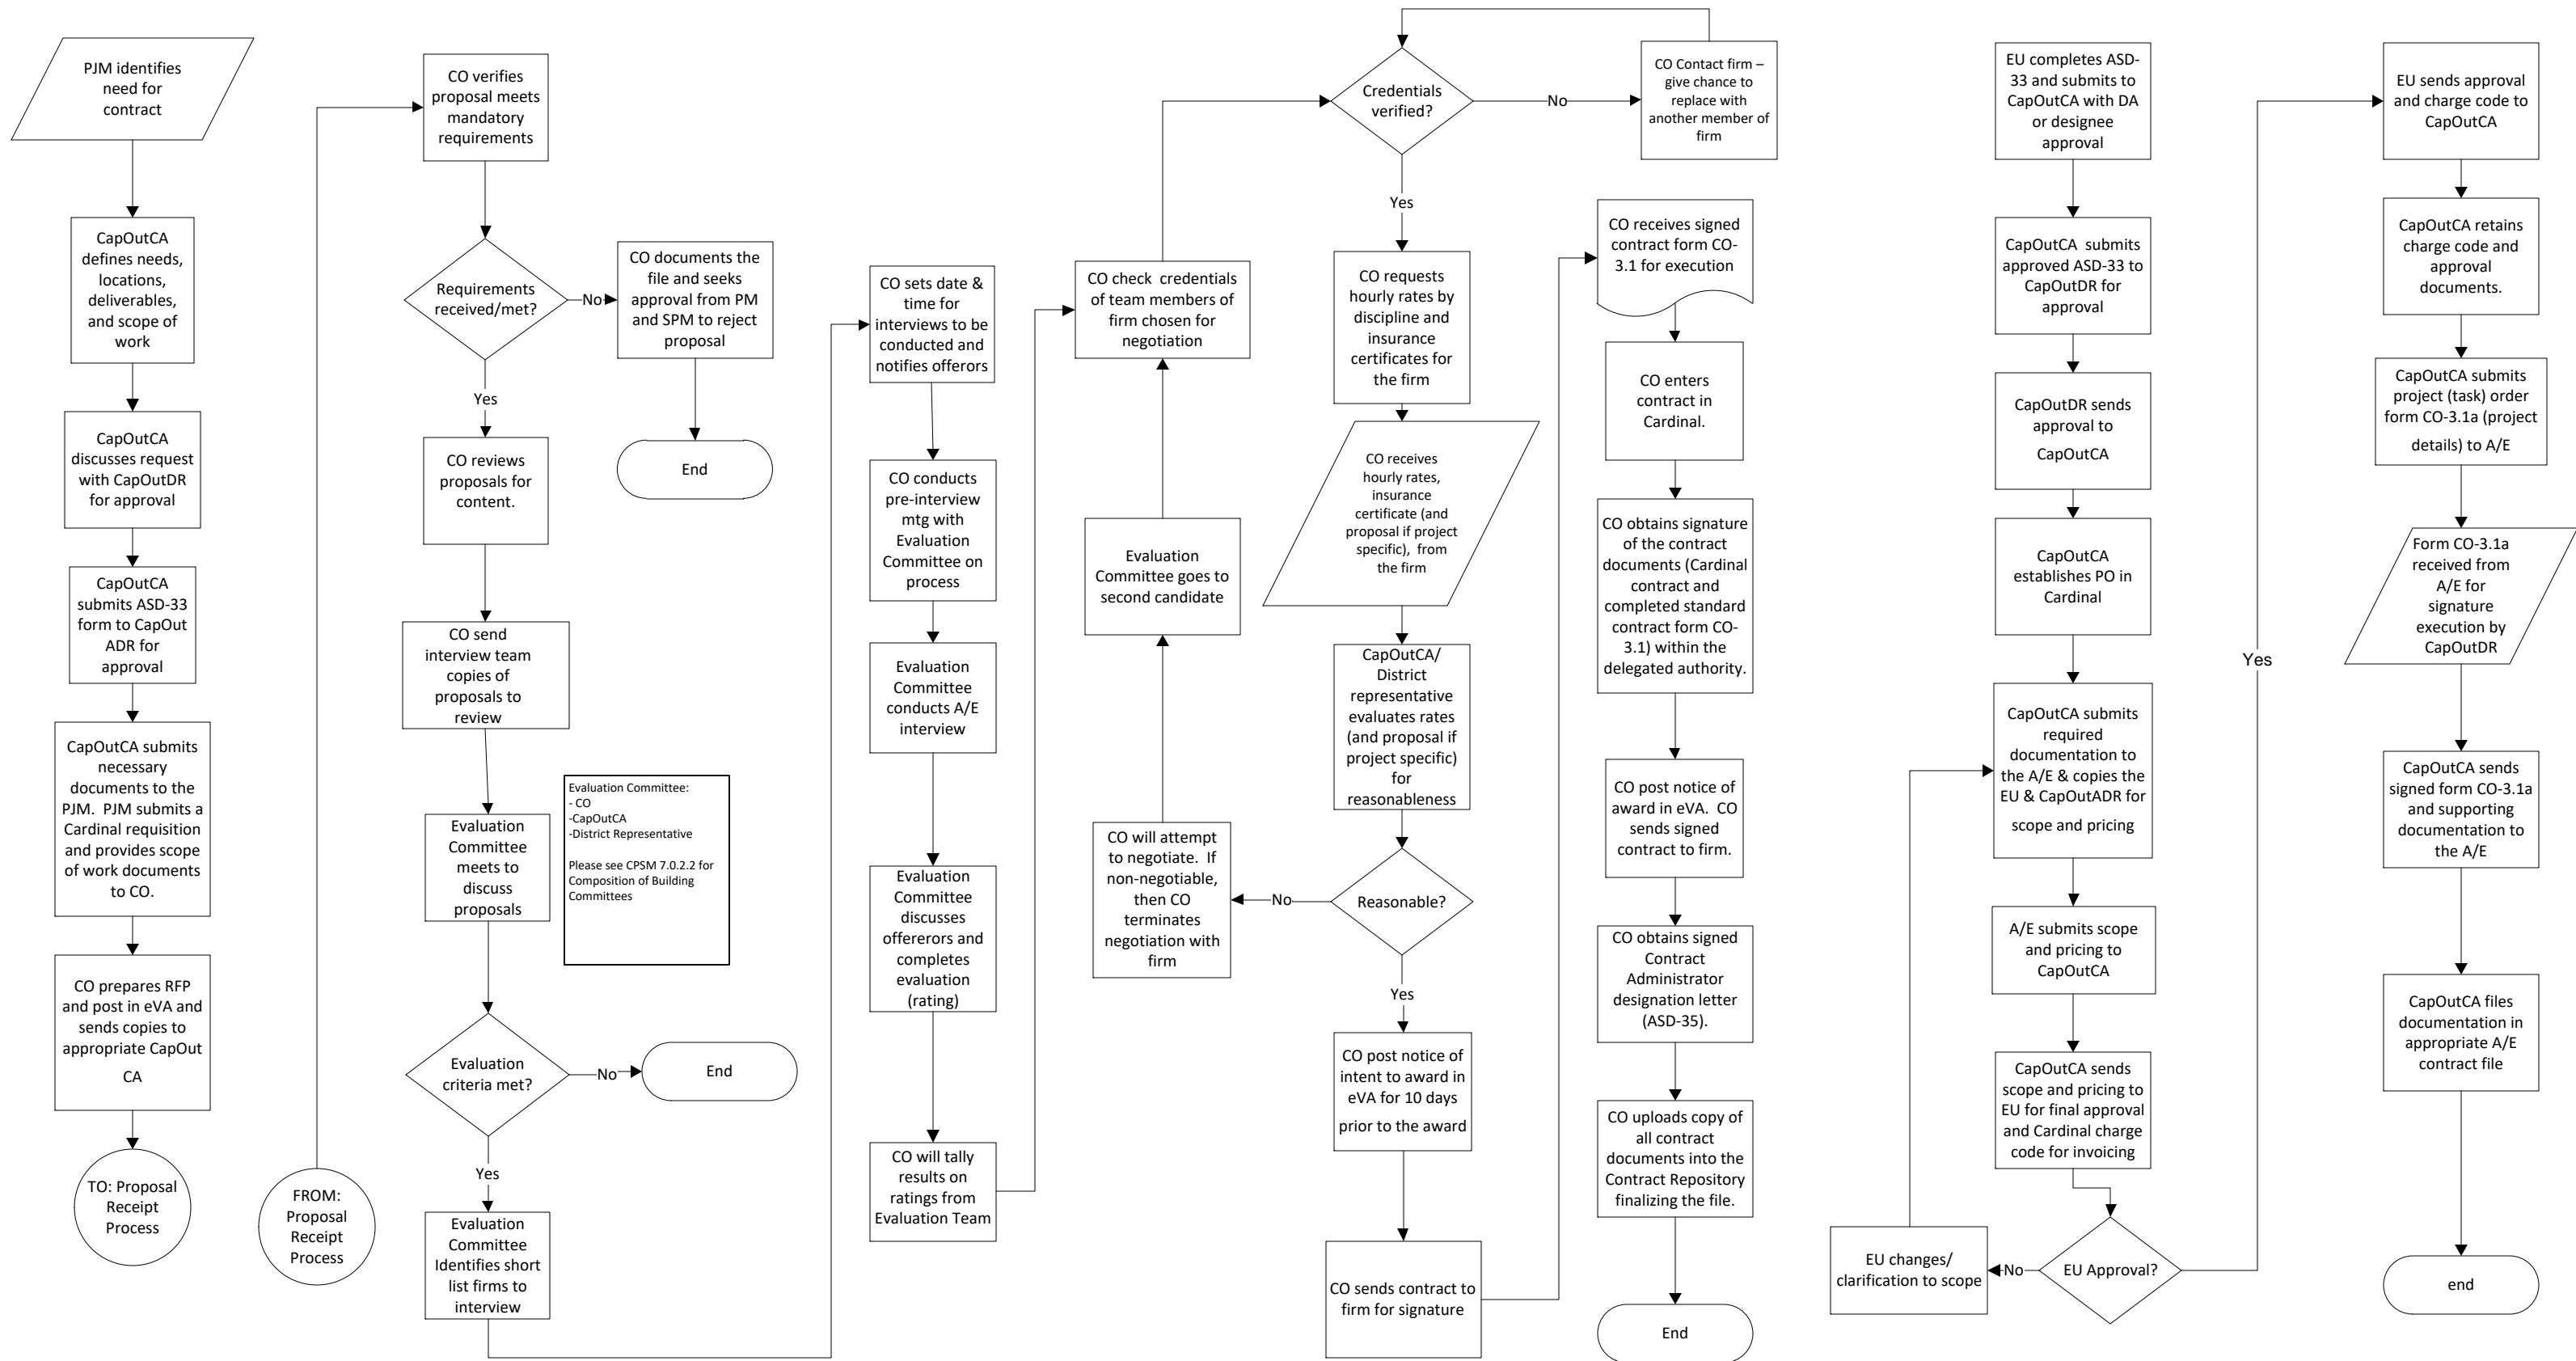 PJM identifies
need for
contract
CapOutCA
defines needs,
locations,
deliverables,
and scope of
work
CapOutCA
discusses request
with CapOutDR
for approval
CapOutCA
submits ASD-33
form to CapOut
ADR for
approval
CapOutCA submits
necessary
documents to the
PJM.  PJM submits a
Cardinal requisition
and provides scope
of work documents
to CO.
CO prepares RFP
and post in eVA and
sends copies to
appropriate CapOut
CA
TO: Proposal
Receipt
Process
FROM:
Proposal
Receipt
Process
CO verifies
proposal meets
mandatory
requirements
Requirements
received/met?
No
CO documents the
file and seeks
approval from PM
and SPM to reject
proposal
End
Yes
CO reviews
proposals for
content.
CO send
interview team
copies of
proposals to
review
Evaluation
Committee
meets to
discuss
proposals
Evaluation Committee:
- CO
-CapOutCA
-District Representative
Please see CPSM 7.0.2.2 for
Composition of Building
Committees
Evaluation
criteria met?
No
End
Yes
Evaluation
Committee
Identifies short
list firms to
interview
CO sets date &
time for
interviews to be
conducted and
notifies offerors
CO conducts
pre-interview
mtg with
Evaluation
Committee on
process
Evaluation
Committee
conducts A/E
interview
Evaluation
Committee
discusses
offererors and
completes
evaluation
(rating)
CO will tally
results on
ratings from
Evaluation Team
CO check  credentials
of team members of
firm chosen for
negotiation
Evaluation
Committee goes to
second candidate
CO will attempt
to negotiate.  If
non-negotiable,
then CO
terminates
negotiation with
firm
Credentials
verified?
No
CO Contact firm –
give chance to
replace with
another member of
firm
Yes
CO requests
hourly rates by
discipline and
insurance
certificates for
the firm
CO receives
hourly rates,
insurance
certificate (and
proposal if project
specific),  from
the firm
CapOutCA/
District
representative
evaluates rates
(and proposal if
project specific)
for
reasonableness
Reasonable?
No
Yes
CO post notice of
intent to award in
eVA for 10 days
prior to the award
CO sends contract to
firm for signature
CO receives signed
contract form CO-
3.1 for execution
CO enters
contract in
Cardinal.
CO obtains signature
of the contract
documents (Cardinal
contract and
completed standard
contract form CO-
3.1) within the
delegated authority.
CO post notice of
award in eVA.  CO
sends signed
contract to firm.
CO obtains signed
Contract
Administrator
designation letter
(ASD-35).
CO uploads copy of
all contract
documents into the
Contract Repository
finalizing the file.
End
EU completes ASD-
33 and submits to
CapOutCA with DA
or designee
approval
CapOutCA  submits
approved ASD-33 to
CapOutDR for
approval
CapOutDR sends
approval to
CapOutCA
CapOutCA
establishes PO in
Cardinal
CapOutCA submits
required
documentation to
the A/E & copies the
EU & CapOutADR for
scope and pricing
A/E submits scope
and pricing to
CapOutCA
CapOutCA sends
scope and pricing to
EU for final approval
and Cardinal charge
code for invoicing
EU Approval?
No
EU changes/
clarification to scope
Yes
EU sends approval
and charge code to
CapOutCA
CapOutCA retains
charge code and
approval
documents.
CapOutCA submits
project (task) order
form CO-3.1a (project
details) to A/E
Form CO-3.1a
received from
A/E for
signature
execution by
CapOutDR
CapOutCA sends
signed form CO-3.1a
and supporting
documentation to
the A/E
CapOutCA files
documentation in
appropriate A/E
contract file
end